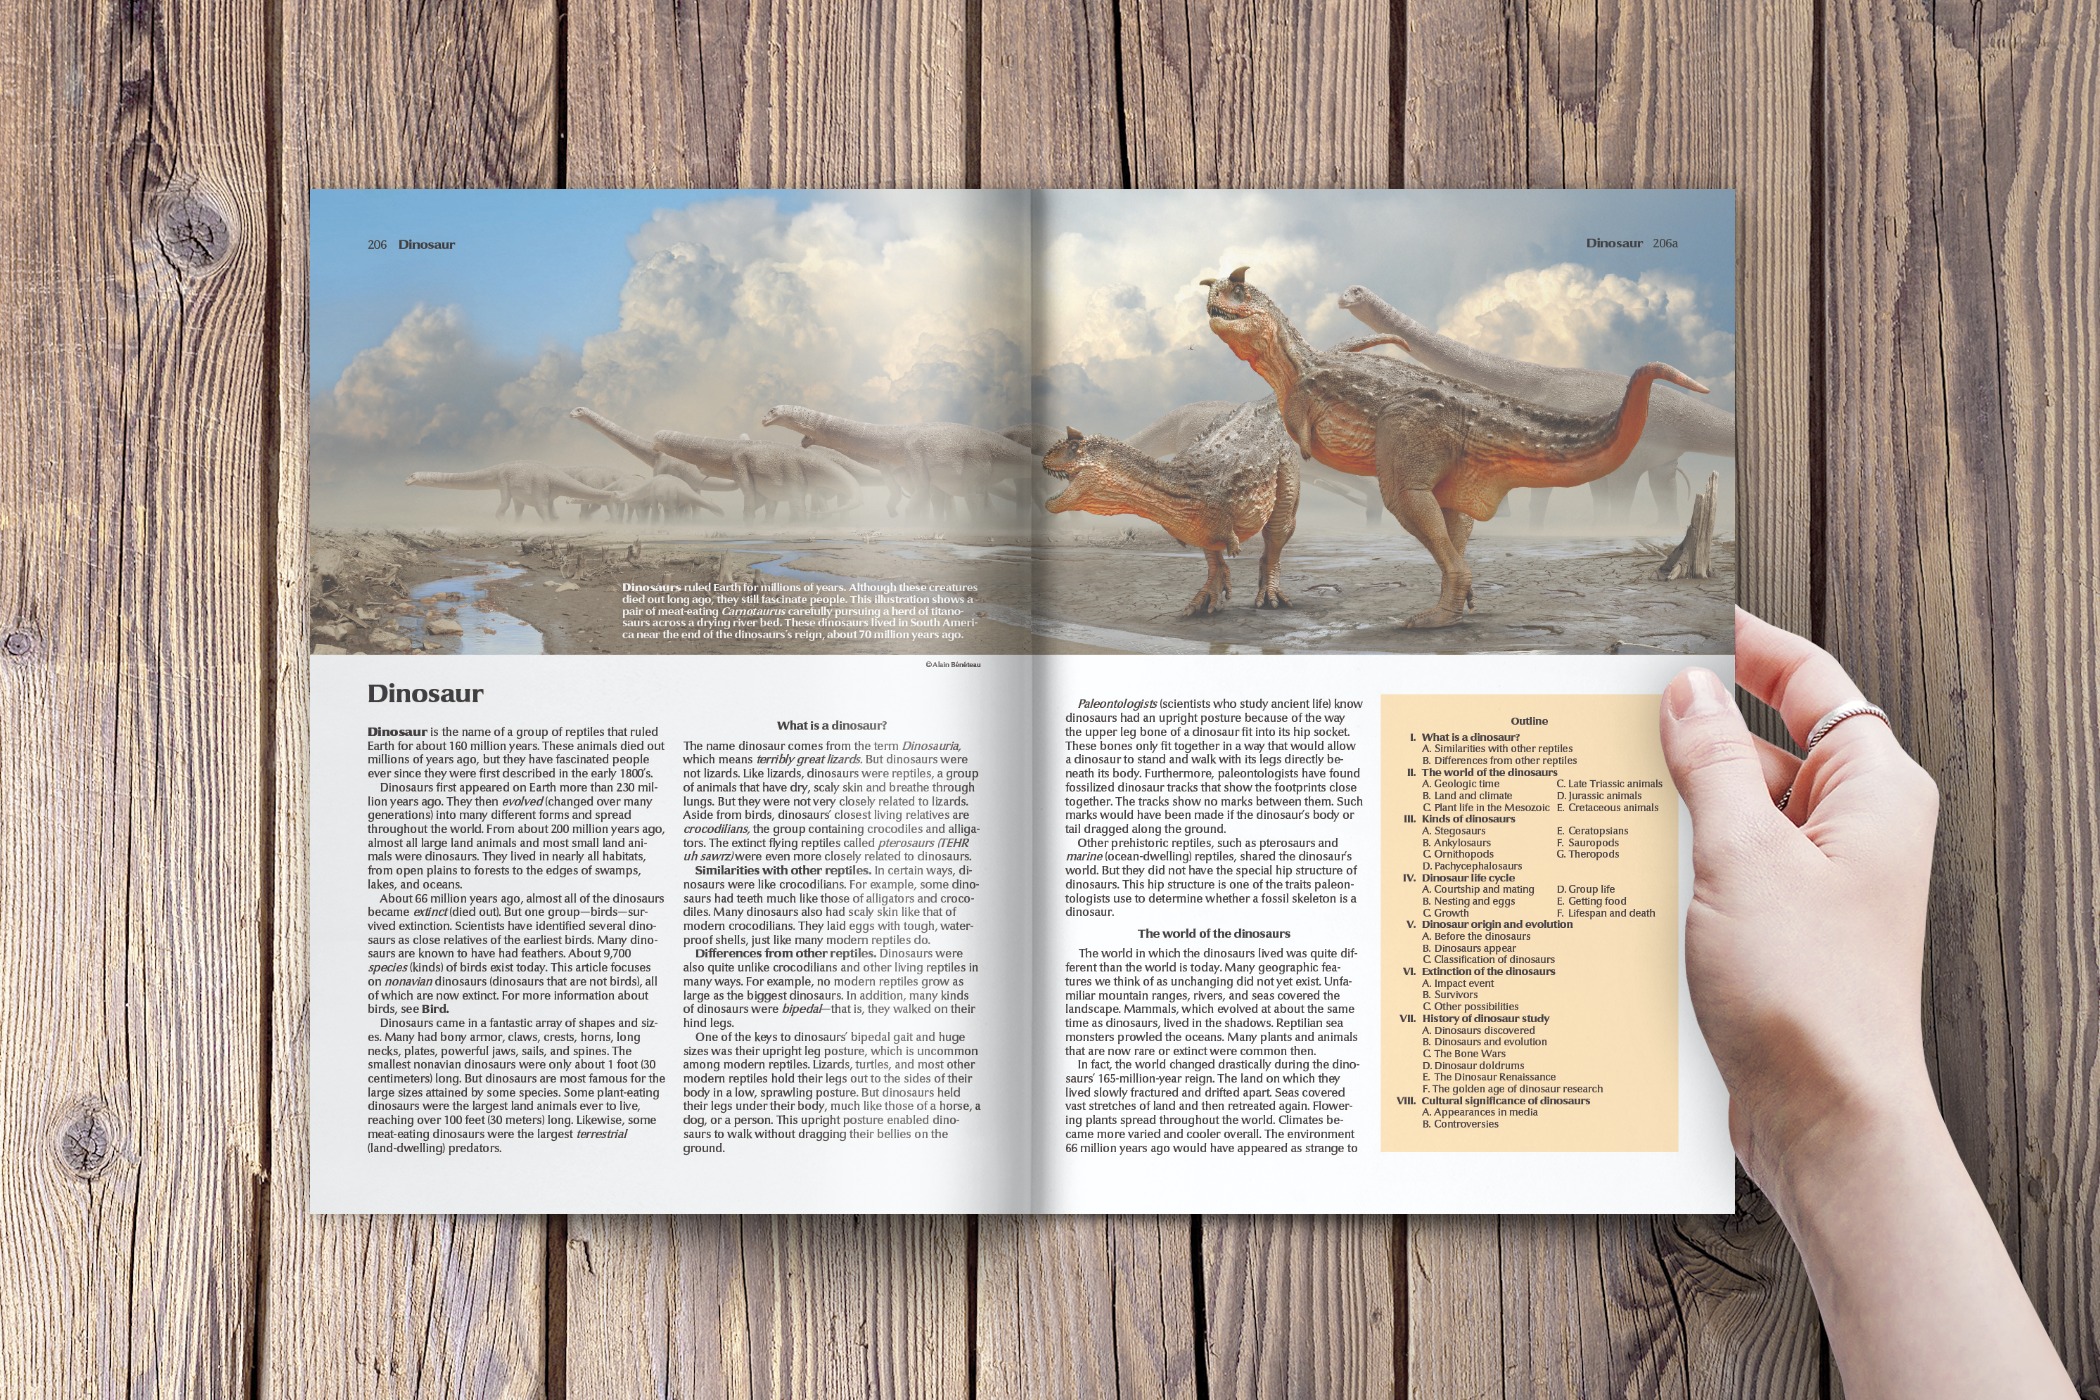 206 Dinosaur
Dinosaur 206a
Dinosaurs ruled Earth for millions of years. Although these creatures
died out long ago, they still fascinate people. This illustration shows a
pair of meat-eating Carnotaurus carefully pursuing a herd of titano-
saurs across a drying river bed. These dinosaurs lived in South Ameri-
ca near the end of the dinosaurs's reign, about 70 million years ago.
© Alain Bénéteau
Dinosaur
Dinosaur is the name of a group of reptiles that ruled
Earth for about 160 million years. These animals died out
millions of years ago, but they have fascinated people
ever since they were first described in the early 1800's.
Dinosaurs first appeared on Earth more than 230 mil-
lion years ago. They then evolved (changed over many
generations) into many different forms and spread
throughout the world. From about 200 million years ago,
almost all large land animals and most small land ani-
mals were dinosaurs. They lived in nearly all habitats,
from open plains to forests to the edges of swamps,
lakes, and oceans.
About 66 million years ago, almost all of the dinosaurs
became extinct (died out). But one group—birds—sur-
vived extinction. Scientists have identified several dino-
saurs as close relatives of the earliest birds. Many dino-
saurs are known to have had feathers. About 9,700
species (kinds) of birds exist today. This article focuses
on nonavian dinosaurs (dinosaurs that are not birds), all
of which are now extinct. For more information about
birds, see Bird.
Dinosaurs came in a fantastic array of shapes and siz-
es. Many had bony armor, claws, crests, horns, long
necks, plates, powerful jaws, sails, and spines. The
smallest nonavian dinosaurs were only about 1 foot (30
centimeters) long. But dinosaurs are most famous for the
large sizes attained by some species. Some plant-eating
dinosaurs were the largest land animals ever to live,
reaching over 100 feet (30 meters) long. Likewise, some
meat-eating dinosaurs were the largest terrestrial
(land-dwelling) predators.
What is a dinosaur?
The name dinosaur comes from the term Dinosauria,
which means terribly great lizards. But dinosaurs were
not lizards. Like lizards, dinosaurs were reptiles, a group
of animals that have dry, scaly skin and breathe through
lungs. But they were not very closely related to lizards.
Aside from birds, dinosaurs' closest living relatives are
crocodilians, the group containing crocodiles and alliga-
tors. The extinct flying reptiles called pterosaurs (TEHR
uh sawrz) were even more closely related to dinosaurs.
Similarities with other reptiles. In certain ways, di-
nosaurs were like crocodilians. For example, some dino-
saurs had teeth much like those of alligators and croco-
diles. Many dinosaurs also had scaly skin like that of
modern crocodilians. They laid eggs with tough, water-
proof shells, just like many modern reptiles do.
Differences from other reptiles. Dinosaurs were
also quite unlike crocodilians and other living reptiles in
many ways. For example, no modern reptiles grow as
large as the biggest dinosaurs. In addition, many kinds
of dinosaurs were bipedal—that is, they walked on their
hind legs.
One of the keys to dinosaurs' bipedal gait and huge
sizes was their upright leg posture, which is uncommon
among modern reptiles. Lizards, turtles, and most other
modern reptiles hold their legs out to the sides of their
body in a low, sprawling posture. But dinosaurs held
their legs under their body, much like those of a horse, a
dog, or a person. This upright posture enabled dino-
saurs to walk without dragging their bellies on the
ground.
Paleontologists (scientists who study ancient life) know
dinosaurs had an upright posture because of the way
the upper leg bone of a dinosaur fit into its hip socket.
These bones only fit together in a way that would allow
a dinosaur to stand and walk with its legs directly be-
neath its body. Furthermore, paleontologists have found
fossilized dinosaur tracks that show the footprints close
together. The tracks show no marks between them. Such
marks would have been made if the dinosaur's body or
tail dragged along the ground.
Other prehistoric reptiles, such as pterosaurs and
marine (ocean-dwelling) reptiles, shared the dinosaur's
world. But they did not have the special hip structure of
dinosaurs. This hip structure is one of the traits paleon-
tologists use to determine whether a fossil skeleton is a
dinosaur.
The world of the dinosaurs
The world in which the dinosaurs lived was quite dif-
ferent than the world is today. Many geographic fea-
tures we think of as unchanging did not yet exist. Unfa-
miliar mountain ranges, rivers, and seas covered the
landscape. Mammals, which evolved at about the same
time as dinosaurs, lived in the shadows. Reptilian sea
monsters prowled the oceans. Many plants and animals
that are now rare or extinct were common then.
In fact, the world changed drastically during the dino-
saurs' 165-million-year reign. The land on which they
lived slowly fractured and drifted apart. Seas covered
vast stretches of land and then retreated again. Flower-
ing plants spread throughout the world. Climates be-
came more varied and cooler overall. The environment
66 million years ago would have appeared as strange to
Outline
I. What is a dinosaur?
A. Similarities with other reptiles
B. Differences from other reptiles
II. The world of the dinosaurs
A. Geologic time C. Late Triassic animals
B. Land and climate D. Jurassic animals
C. Plant life in the Mesozoic E. Cretaceous animals
III. Kinds of dinosaurs
A. Stegosaurs E. Ceratopsians
B. Ankylosaurs F. Sauropods
C. Ornithopods G. Theropods
D. Pachycephalosaurs
IV. Dinosaur life cycle
A. Courtship and mating D. Group life
B. Nesting and eggs E. Getting food
C. Growth F. Lifespan and death
V. Dinosaur origin and evolution
A. Before the dinosaurs
B. Dinosaurs appear
C. Classification of dinosaurs
VI. Extinction of the dinosaurs
A. Impact event
B. Survivors
C. Other possibilities
VII. History of dinosaur study
A. Dinosaurs discovered
B. Dinosaurs and evolution
C. The Bone Wars
D. Dinosaur doldrums
E. The Dinosaur Renaissance
F. The golden age of dinosaur research
VIII. Cultural significance of dinosaurs
A. Appearances in media
B. Controversies